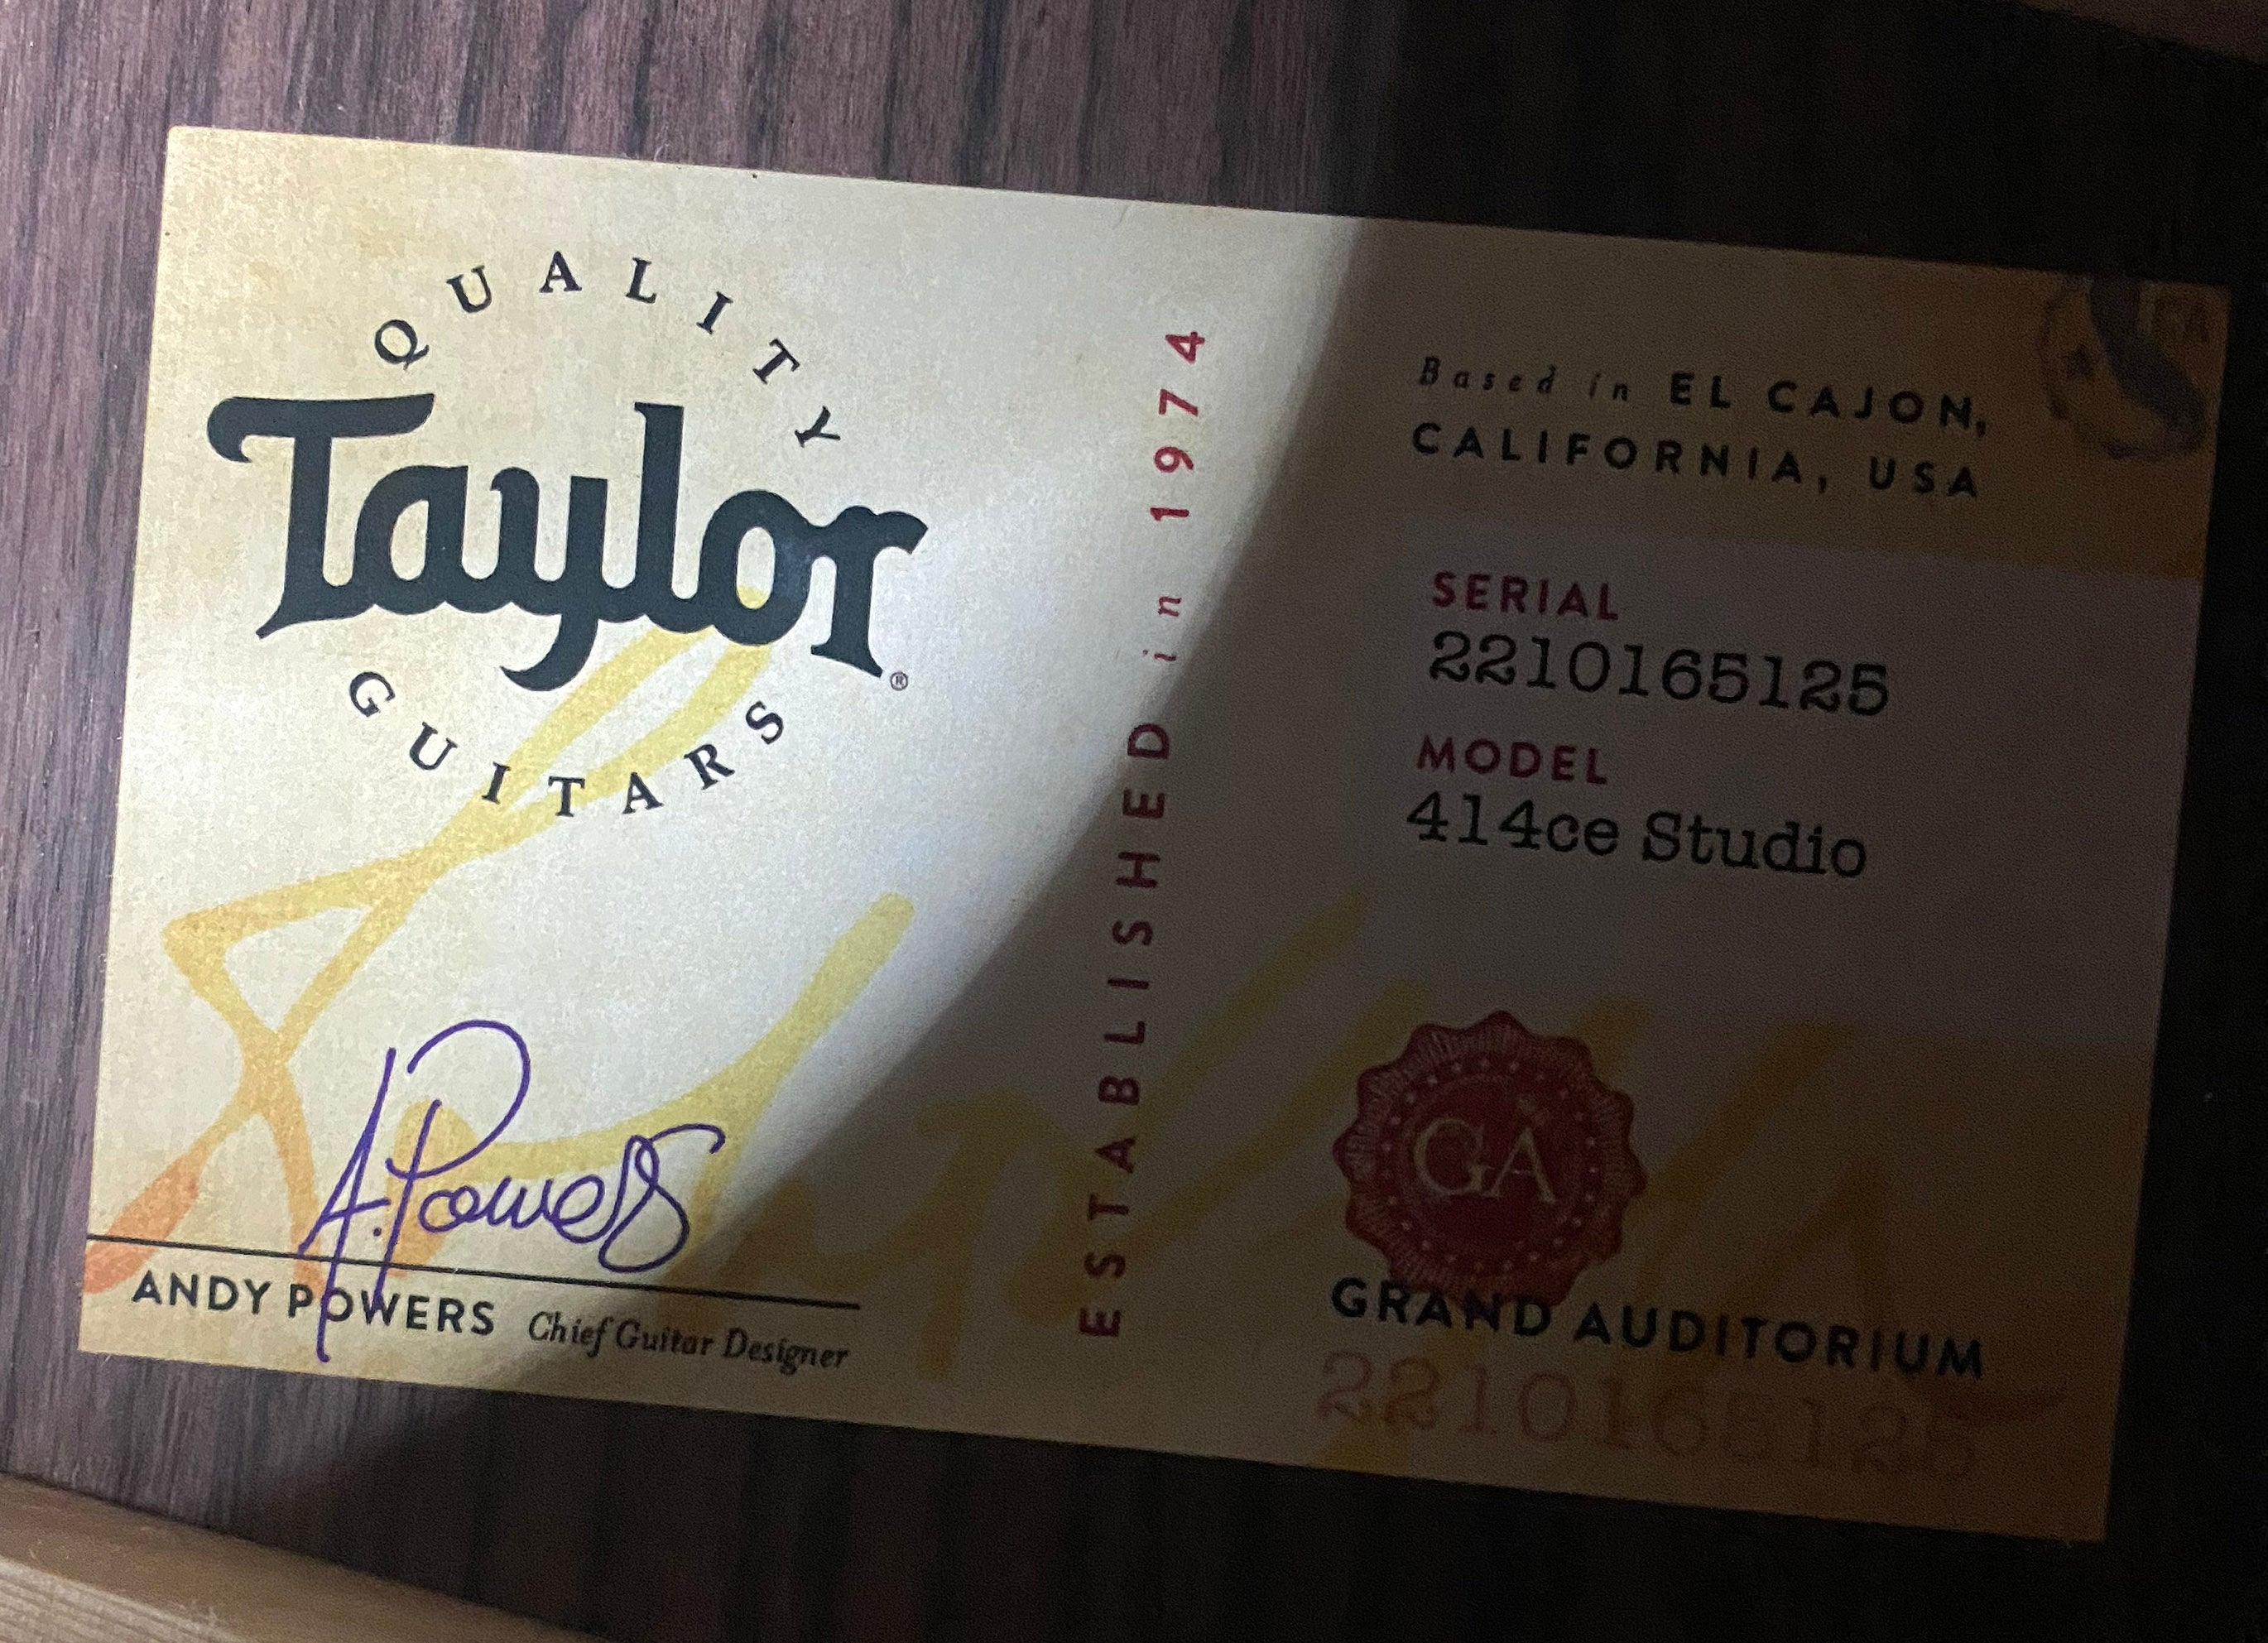 QUALITY
Taylor®
GUITARS
A. Powers
ANDY POWERS Chief Guitar Designer
ESTABLISHED in 1974
CA
Based in EL CAJON,
CALIFORNIA, USA
SERIAL
2210165125
MODEL
414ce Studio
GA
GRAND AUDITORIUM
2210165125